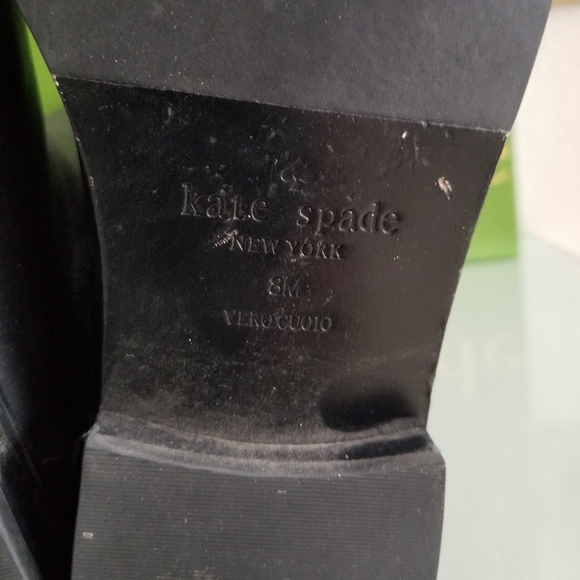 kate spade
NEW YORK
8M
VERO CUOIO